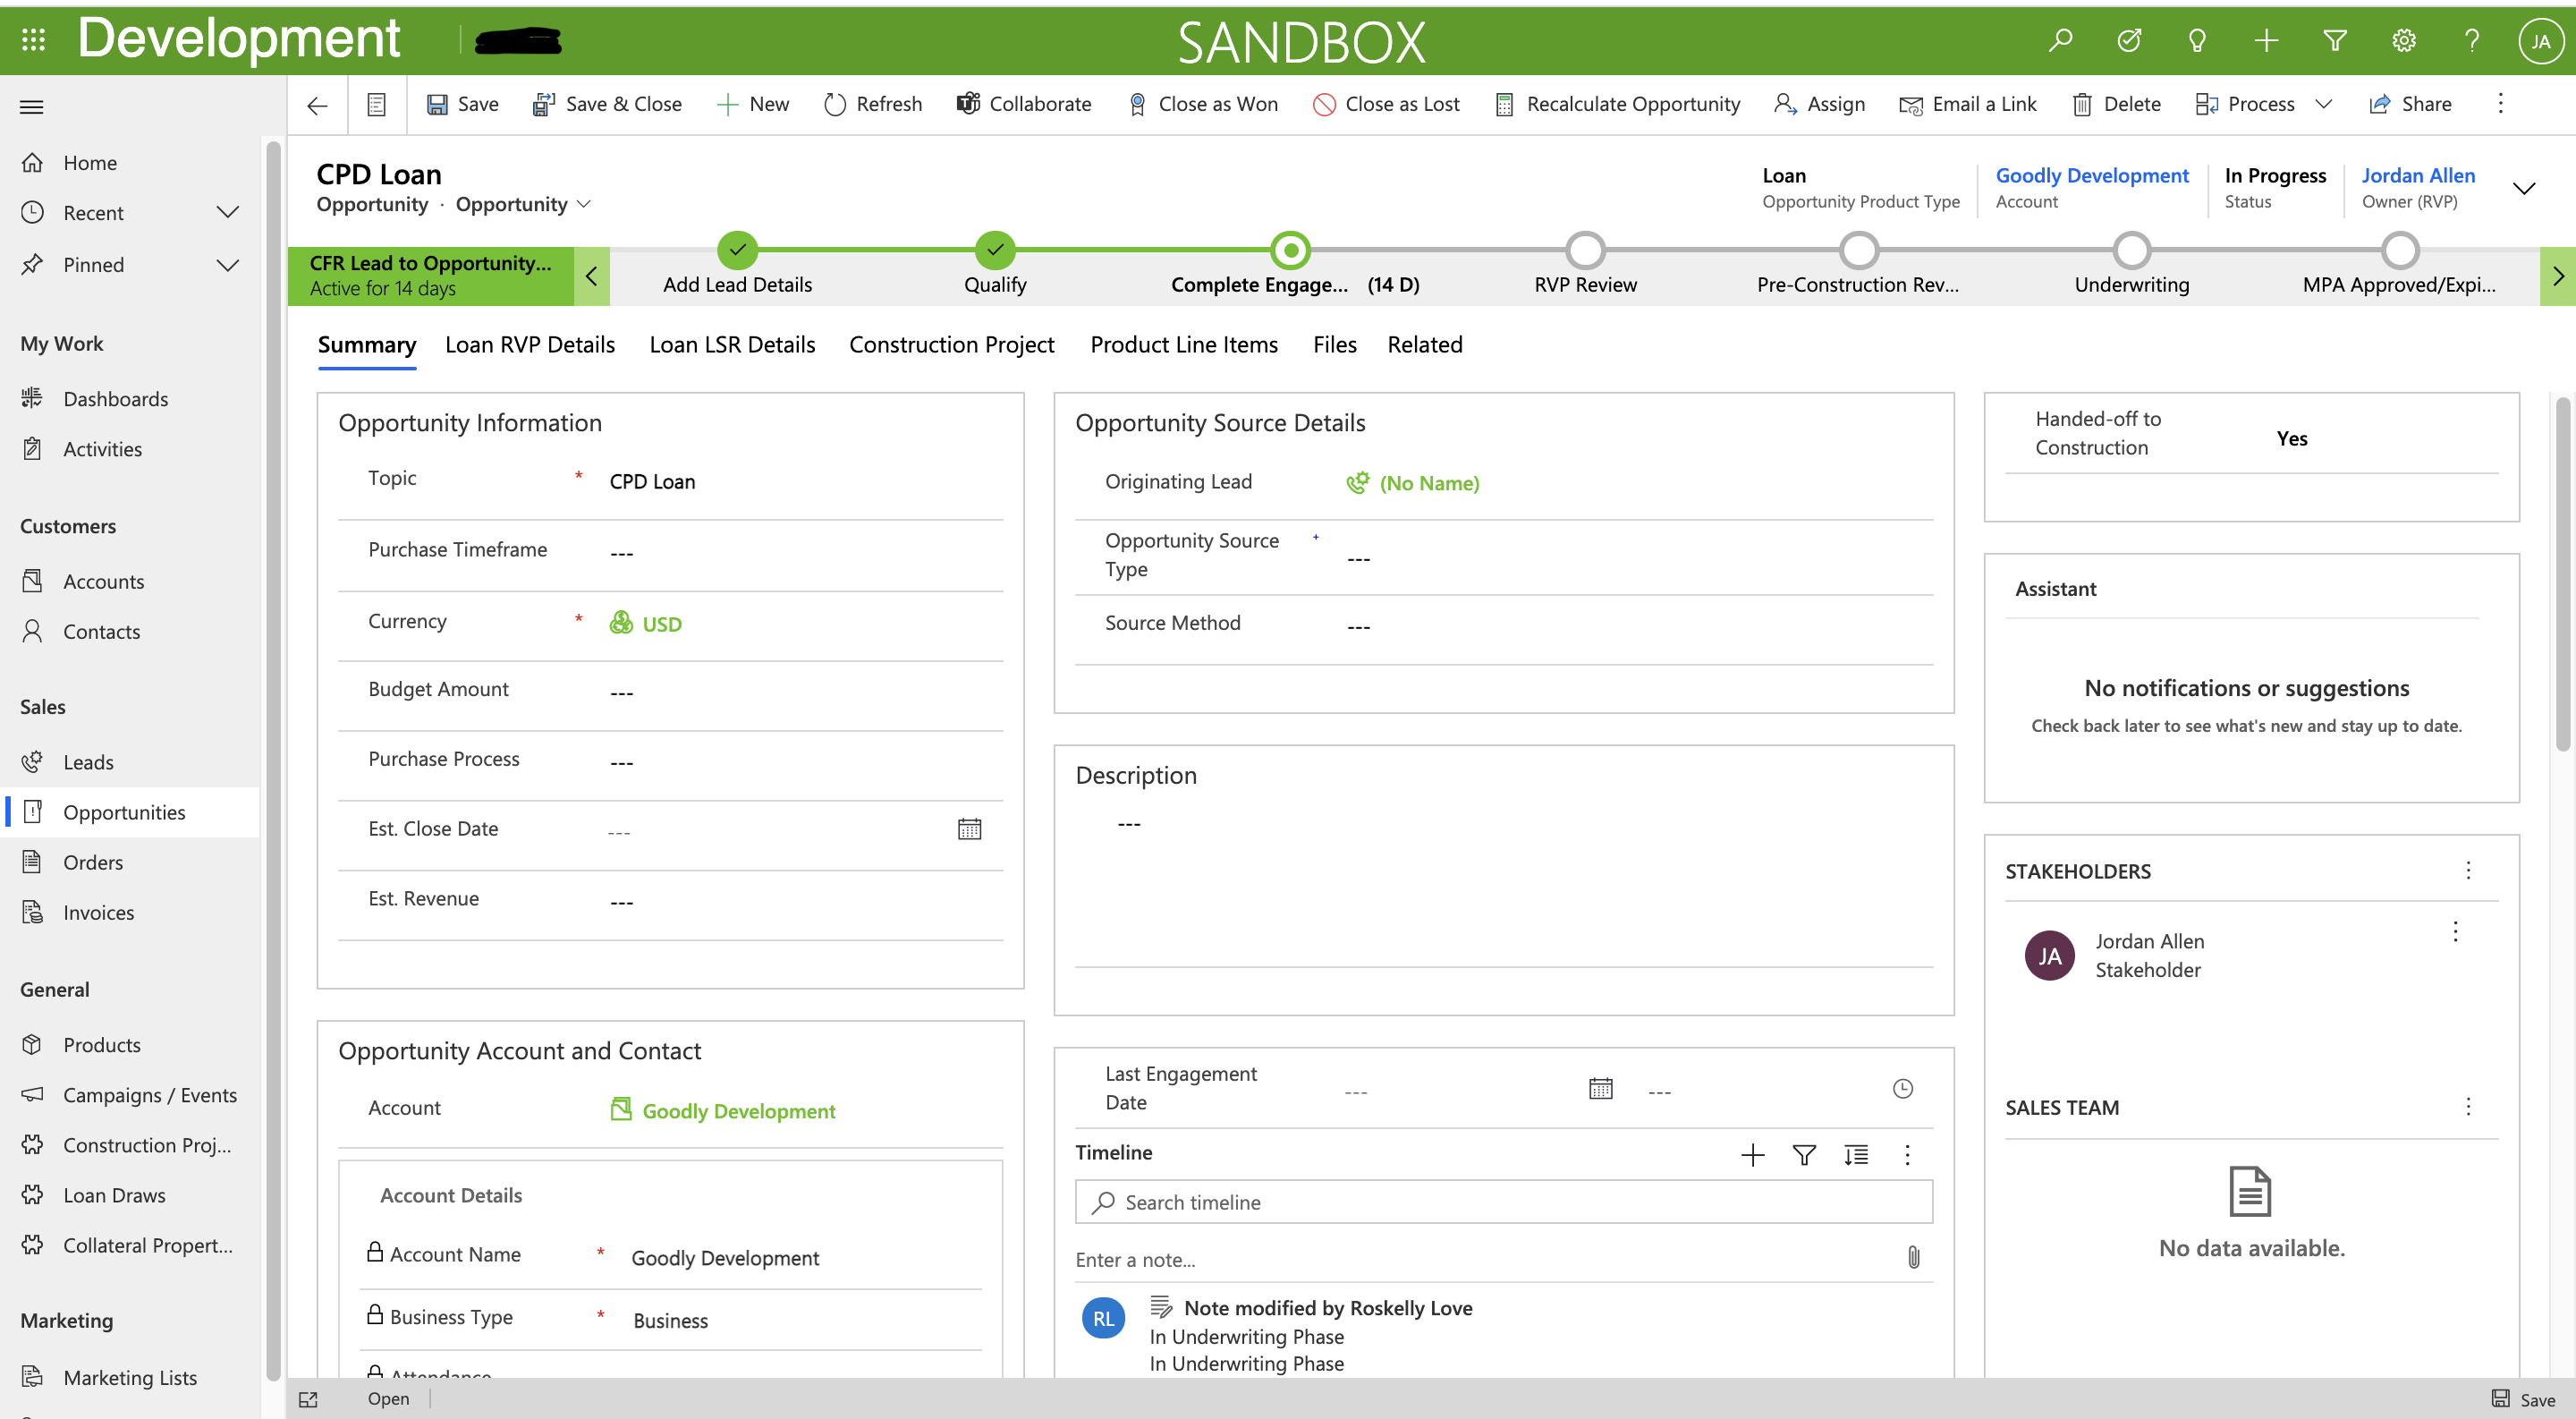 Development
SANDBOX
JA
Save
Save & Close
New
Refresh
Collaborate
Close as Won
Close as Lost
Recalculate Opportunity
Assign
Email a Link
Delete
Process
Share
Home
Recent
Pinned
My Work
Dashboards
Activities
Customers
Accounts
Contacts
Sales
Leads
Opportunities
Orders
Invoices
General
Products
Campaigns / Events
Construction Proj...
Loan Draws
Collateral Propert...
Marketing
Marketing Lists
CPD Loan
Opportunity · Opportunity
Loan
Opportunity Product Type
Goodly Development
Account
In Progress
Status
Jordan Allen
Owner (RVP)
CFR Lead to Opportunity...
Active for 14 days
Add Lead Details
Qualify
Complete Engage... (14 D)
RVP Review
Pre-Construction Rev...
Underwriting
MPA Approved/Expi...
Summary
Loan RVP Details
Loan LSR Details
Construction Project
Product Line Items
Files
Related
Opportunity Information
Topic * CPD Loan
Purchase Timeframe ---
Currency * USD
Budget Amount ---
Purchase Process ---
Est. Close Date ---
Est. Revenue ---
Opportunity Account and Contact
Account Goodly Development
Account Details
Account Name * Goodly Development
Business Type * Business
Attendance
Opportunity Source Details
Originating Lead (No Name)
Opportunity Source + ---
Type
Source Method ---
Description
---
Last Engagement
Date --- ---
Timeline
Search timeline
Enter a note...
RL
Note modified by Roskelly Love
In Underwriting Phase
In Underwriting Phase
Handed-off to
Construction Yes
Assistant
No notifications or suggestions
Check back later to see what's new and stay up to date.
STAKEHOLDERS
JA
Jordan Allen
Stakeholder
SALES TEAM
No data available.
Open
Save